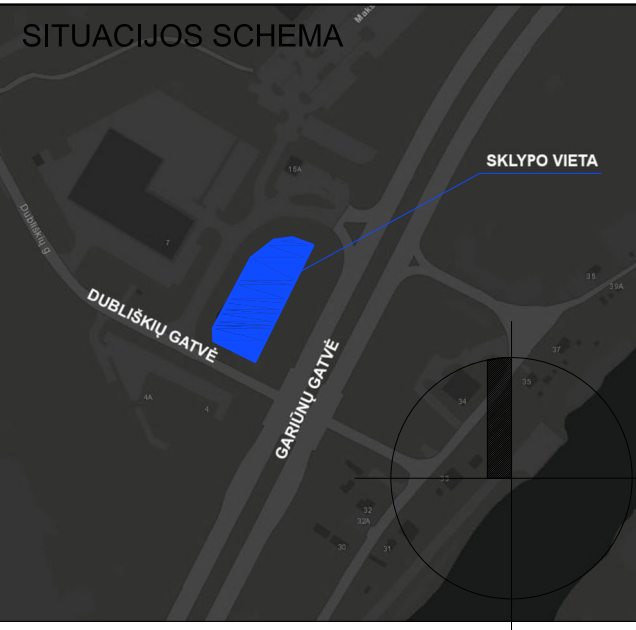 SITUACIJOS SCHEMA
SKLYPO VIETA
15A
Dubliškių g
7
DUBLIŠKIŲ GATVĖ
GARIŪNŲ GATVĖ
38
39A
37
35
34
4A
4
33
32
32A
30
31